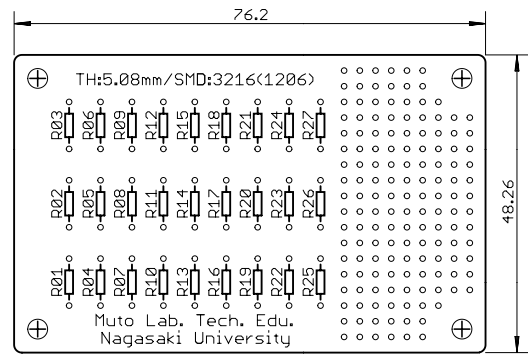 76.2
TH:5.08mm/SMD:3216(1206)
R03 R06 R09 R12 R15 R18 R21 R24 R27
48.26
R02 R05 R08 R11 R14 R17 R20 R23 R26
R01 R04 R07 R10 R13 R16 R19 R22 R25
Muto Lab. Tech. Edu.
Nagasaki University